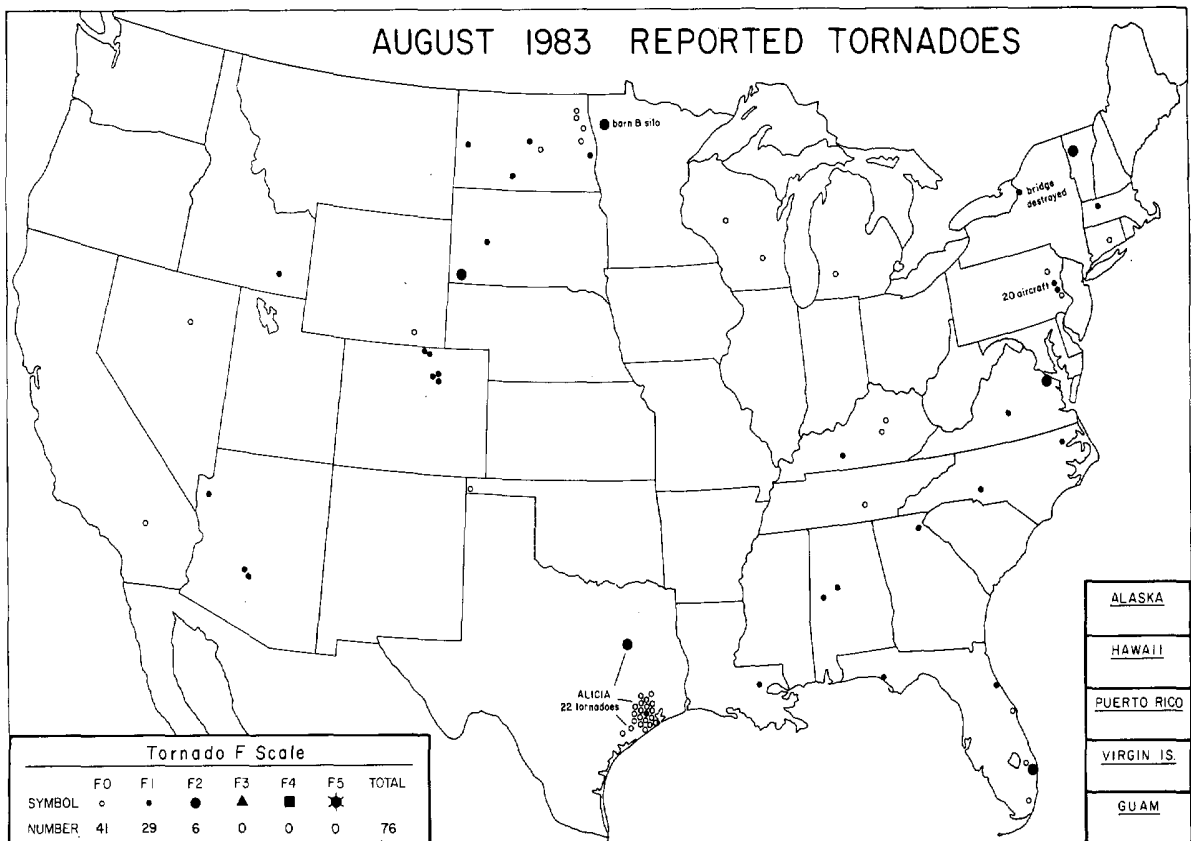 AUGUST 1983 REPORTED TORNADOES
barn & silo
bridge
destrayed
20 aircraft
ALICIA
22 tornadoes
ALASKA
HAWAII
PUERTO RICO
VIRGIN IS.
GUAM
Tornado F Scale
F0 F1 F2 F3 F4 F5 TOTAL
SYMBOL
NUMBER 41 29 6 0 0 0 76